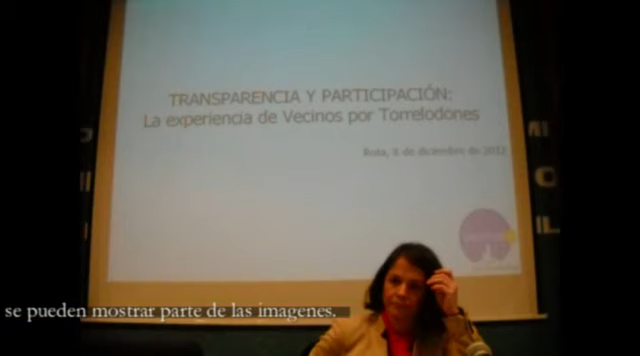 TRANSPARENCIA Y PARTICIPACIÓN:
La experiencia de Vecinos por Torrelodones
de diciembre de 2012
se pueden mostrar parte de las imagenes.